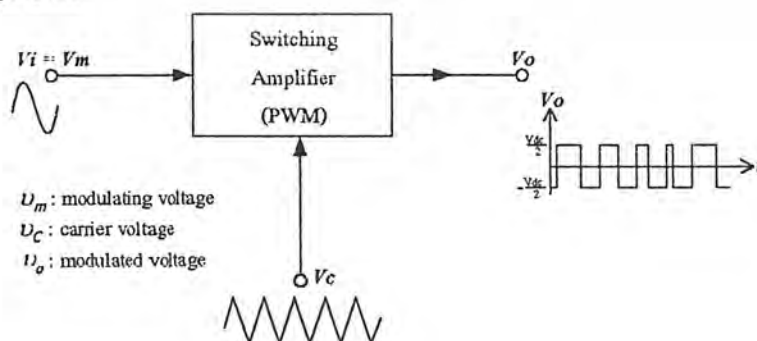 Vi = Vm
Switching
Amplifier
(PWM)
Vo
Vo
Vdc/2
-Vdc/2
υm : modulating voltage
υC : carrier voltage
υo : modulated voltage
Vc